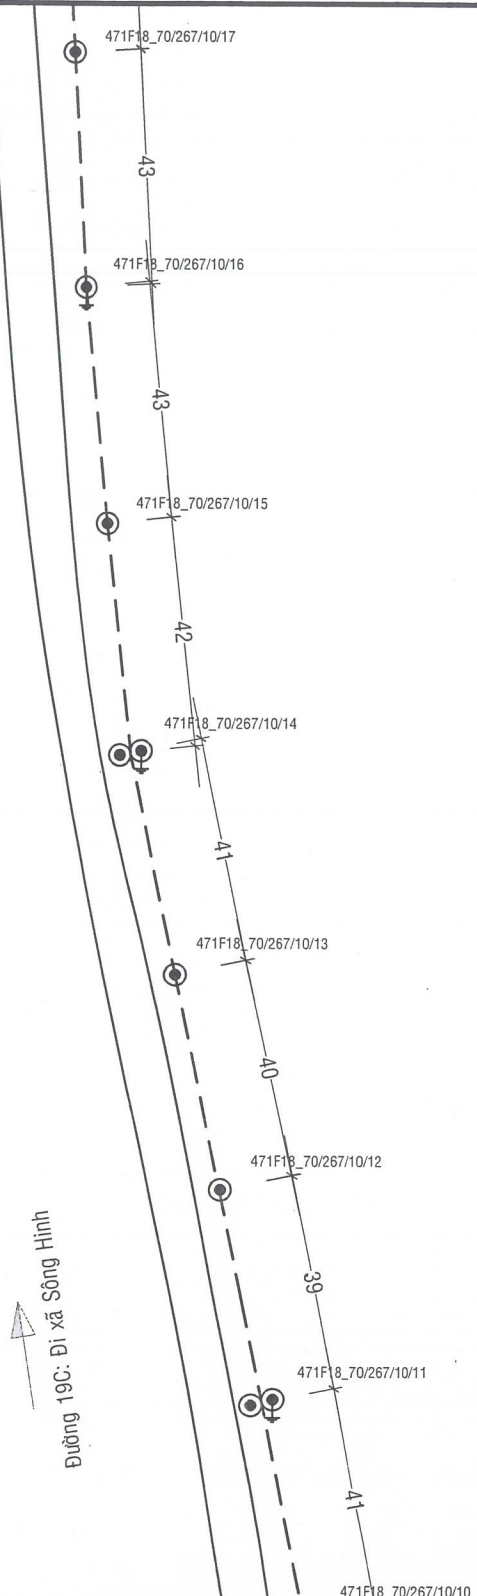 471F18_70/267/10/17
43
471F18_70/267/10/16
43
471F18_70/267/10/15
42
471F18_70/267/10/14
41
471F18_70/267/10/13
40
471F18_70/267/10/12
39
471F18_70/267/10/11
41
471F18_70/267/10/10
Đường 19C: Đi xã Sông Hinh